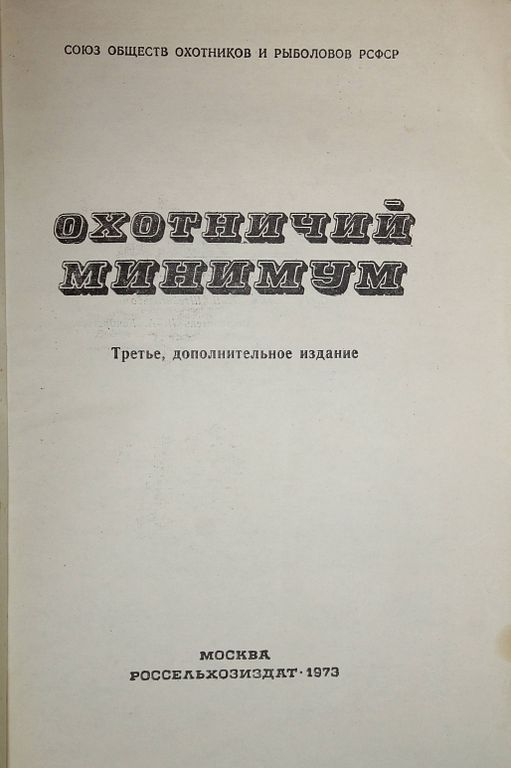 СОЮЗ ОБЩЕСТВ ОХОТНИКОВ И РЫБОЛОВОВ РСФСР
ОХОТНИЧИЙ
МИНИМУМ
Третье, дополнительное издание
МОСКВА
РОССЕЛЬХОЗИЗДАТ · 1973